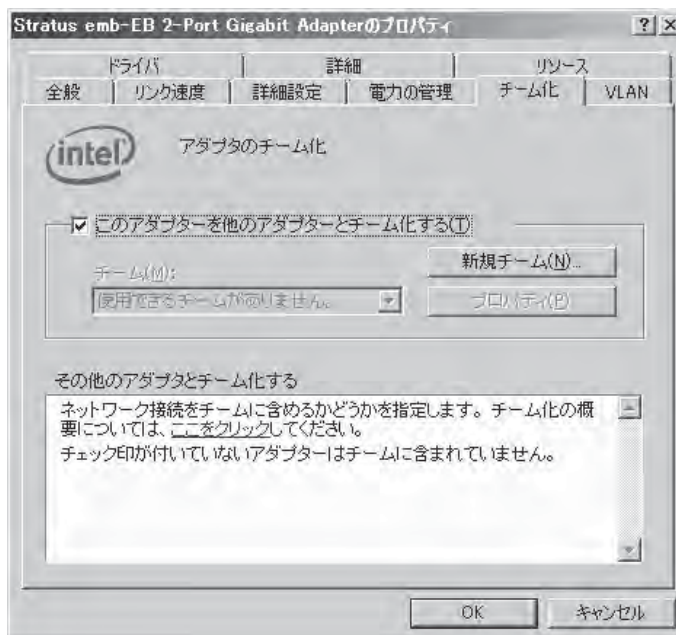 Stratus emb-EB 2-Port Gigabit Adapterのプロパティ
ドライバ 詳細 リソース
全般 リンク速度 詳細設定 電力の管理 チーム化 VLAN
intel アダプタのチーム化
このアダプターを他のアダプターとチーム化する(T)
新規チーム(N)...
チーム(M):
使用できるチームがありません。 プロパティ(P)
その他のアダプタとチーム化する
ネットワーク接続をチームに含めるかどうかを指定します。チーム化の概
要については、ここをクリックしてください。
チェック印が付いていないアダプターはチームに含まれていません。
OK キャンセル